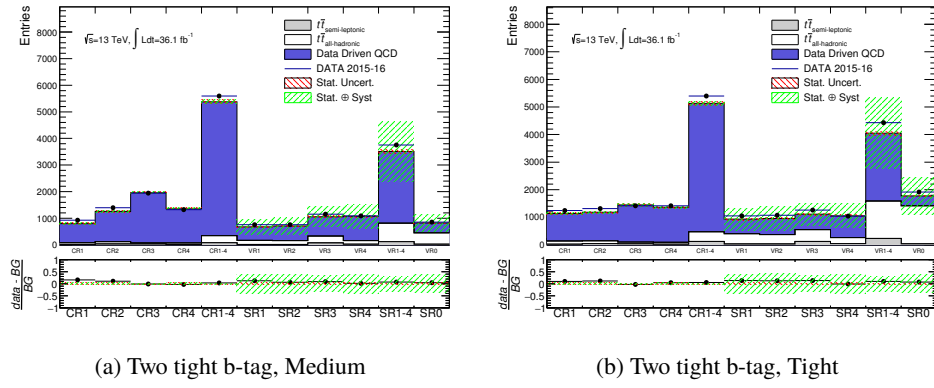 Entries
8000
7000
6000
5000
4000
3000
2000
1000
0
√s=13 TeV, ∫ Ldt=36.1 fb⁻¹
tt̄ semi-leptonic
tt̄ all-hadronic
Data Driven QCD
DATA 2015-16
Stat. Uncert.
Stat. ⊕ Syst
CR1 CR2 CR3 CR4 CR1-4 VR1 VR2 VR3 VR4 VR1-4 VR0
data - BG
BG
1
0.5
0
−0.5
−1
CR1 CR2 CR3 CR4 CR1-4 SR1 SR2 SR3 SR4 SR1-4 SR0
(a) Two tight b-tag, Medium
Entries
8000
7000
6000
5000
4000
3000
2000
1000
0
√s=13 TeV, ∫ Ldt=36.1 fb⁻¹
tt̄ semi-leptonic
tt̄ all-hadronic
Data Driven QCD
DATA 2015-16
Stat. Uncert.
Stat. ⊕ Syst
CR1 CR2 CR3 CR4 CR1-4 VR1 VR2 VR3 VR4 VR1-4 VR0
data - BG
BG
1
0.5
0
−0.5
−1
CR1 CR2 CR3 CR4 CR1-4 SR1 SR2 SR3 SR4 SR1-4 SR0
(b) Two tight b-tag, Tight